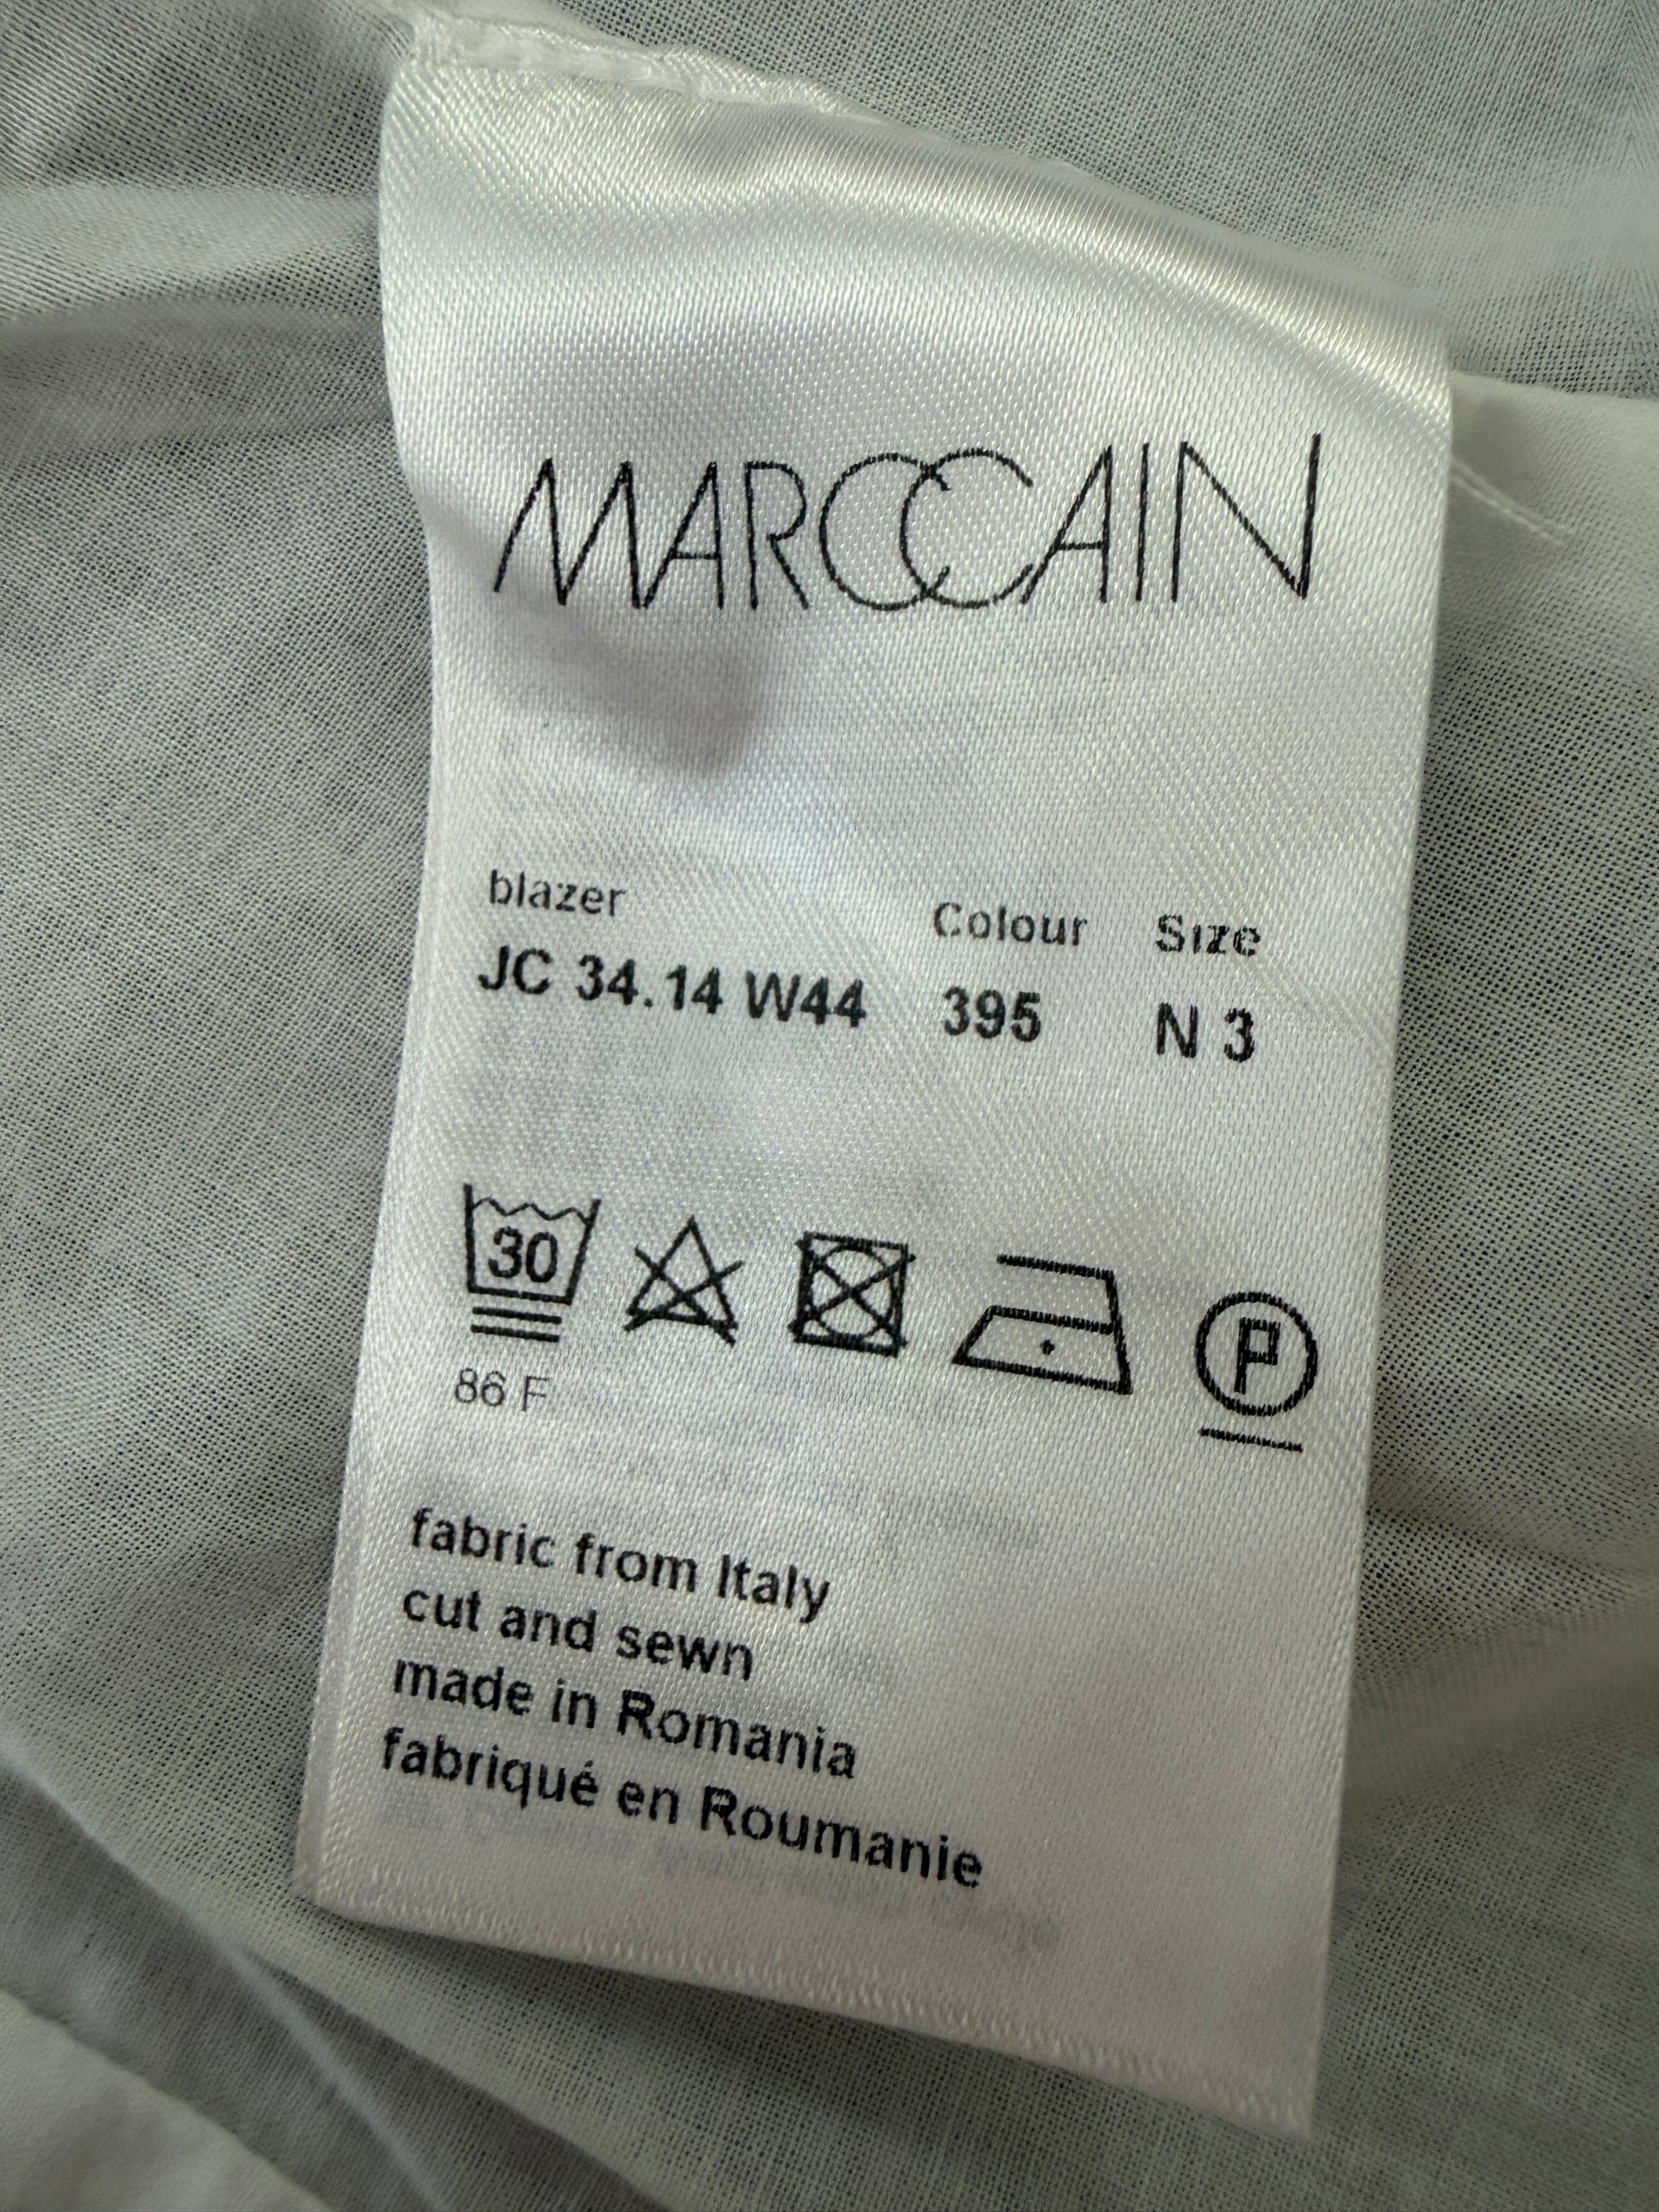 MARCCAIN
blazer Colour Size
JC 34.14 W44 395 N 3
30
P
86 F
fabric from Italy
cut and sewn
made in Romania
fabriqué en Roumanie